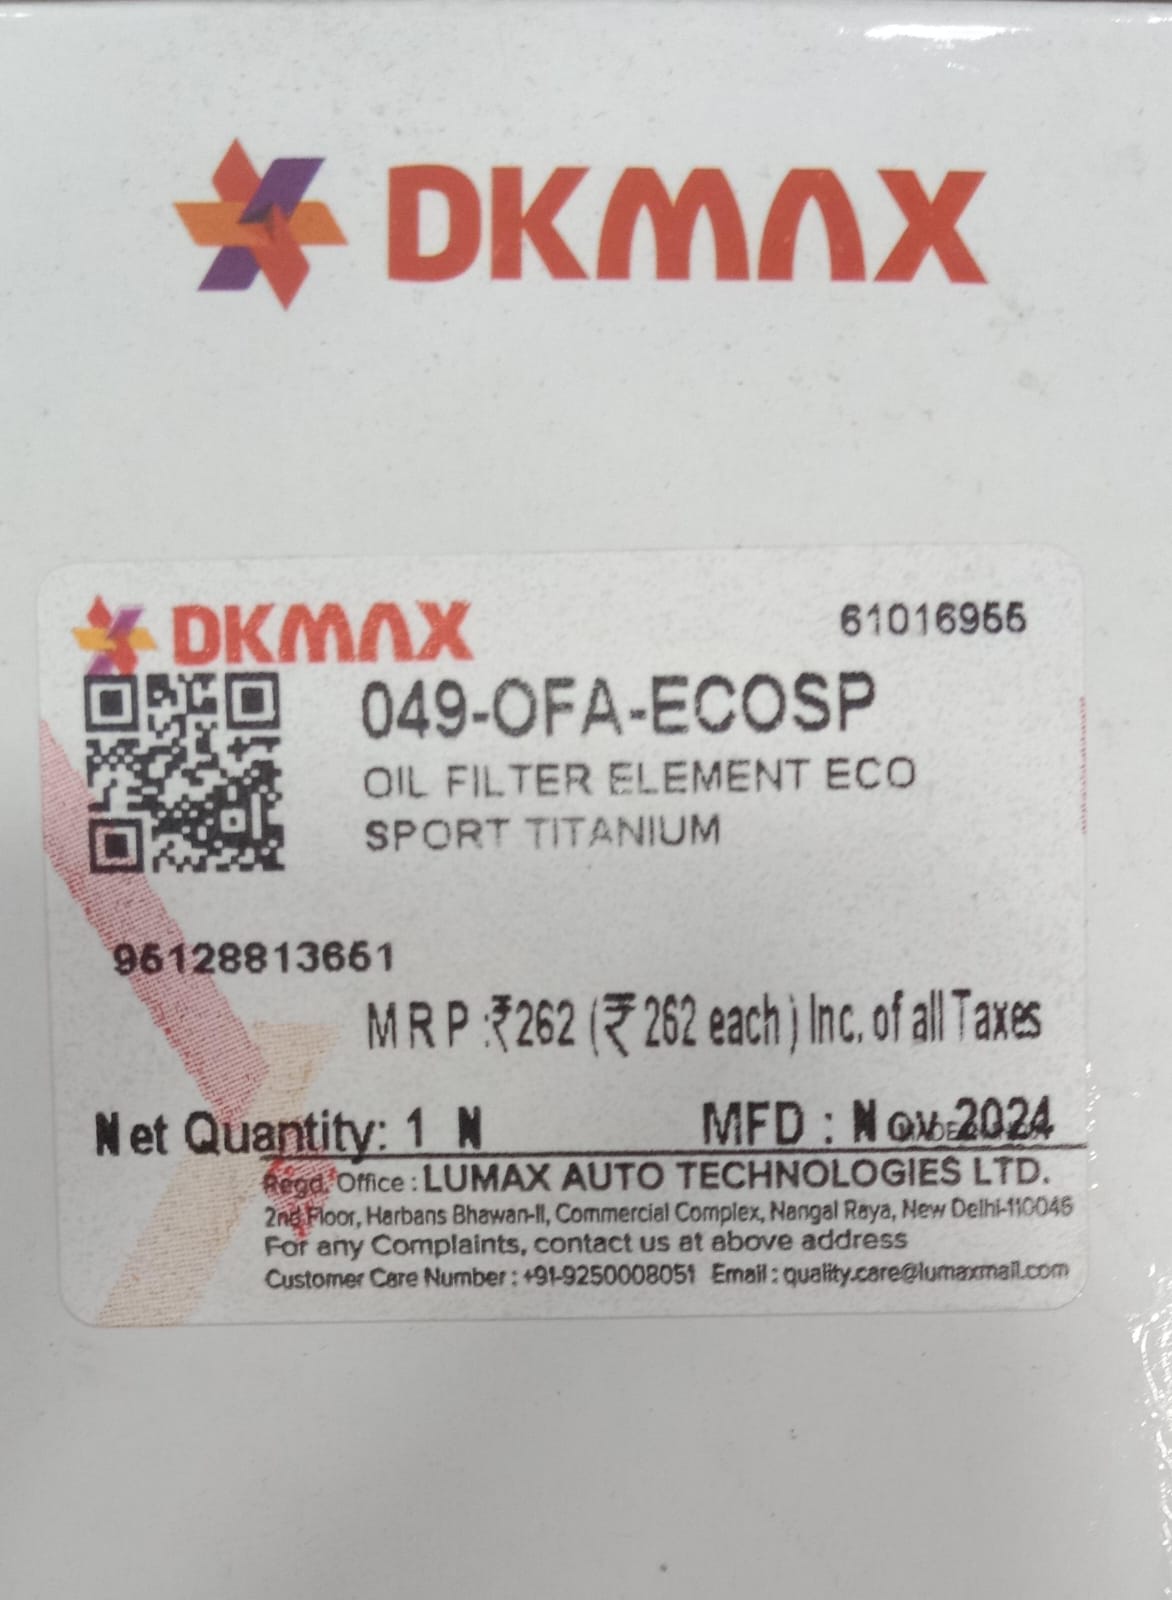 DKMAX
DKMAX
61016955
049-OFA-ECOSP
OIL FILTER ELEMENT ECO
SPORT TITANIUM
95128813651
MRP :₹262 (₹262 each) Inc. of all Taxes
Net Quantity: 1 N
MFD : Nov 2024
Regd. Office : LUMAX AUTO TECHNOLOGIES LTD.
2nd Floor, Harbans Bhawan-II, Commercial Complex, Nangal Raya, New Delhi-110046
For any Complaints, contact us at above address
Customer Care Number : +91-9250008051 Email : quality.care@lumaxmail.com